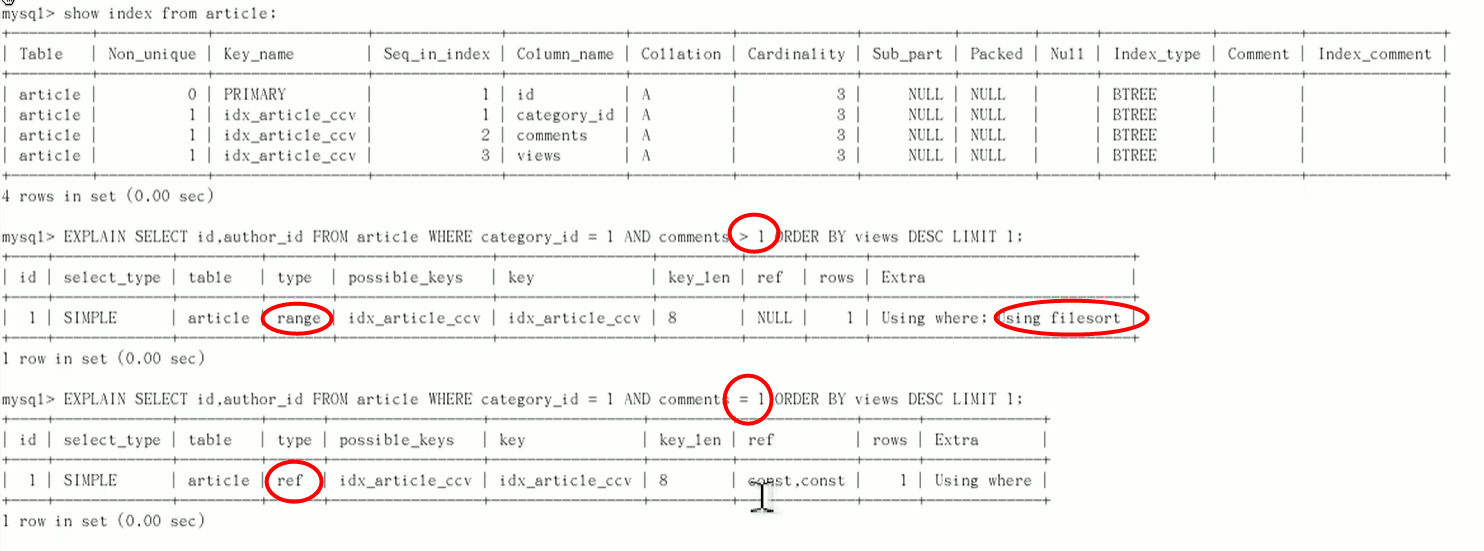 mysql> show index from article;
| Table | Non_unique | Key_name | Seq_in_index | Column_name | Collation | Cardinality | Sub_part | Packed | Null | Index_type | Comment | Index_comment |
| article | 0 | PRIMARY | 1 | id | A | 3 | NULL | NULL | | BTREE | | |
| article | 1 | idx_article_ccv | 1 | category_id | A | 3 | NULL | NULL | | BTREE | | |
| article | 1 | idx_article_ccv | 2 | comments | A | 3 | NULL | NULL | | BTREE | | |
| article | 1 | idx_article_ccv | 3 | views | A | 3 | NULL | NULL | | BTREE | | |
4 rows in set (0.00 sec)
mysql> EXPLAIN SELECT id,author_id FROM article WHERE category_id = 1 AND comments > 1 ORDER BY views DESC LIMIT 1;
| id | select_type | table | type | possible_keys | key | key_len | ref | rows | Extra |
| 1 | SIMPLE | article | range | idx_article_ccv | idx_article_ccv | 8 | NULL | 1 | Using where; Using filesort |
1 row in set (0.00 sec)
mysql> EXPLAIN SELECT id,author_id FROM article WHERE category_id = 1 AND comments = 1 ORDER BY views DESC LIMIT 1;
| id | select_type | table | type | possible_keys | key | key_len | ref | rows | Extra |
| 1 | SIMPLE | article | ref | idx_article_ccv | idx_article_ccv | 8 | const,const | 1 | Using where |
1 row in set (0.00 sec)